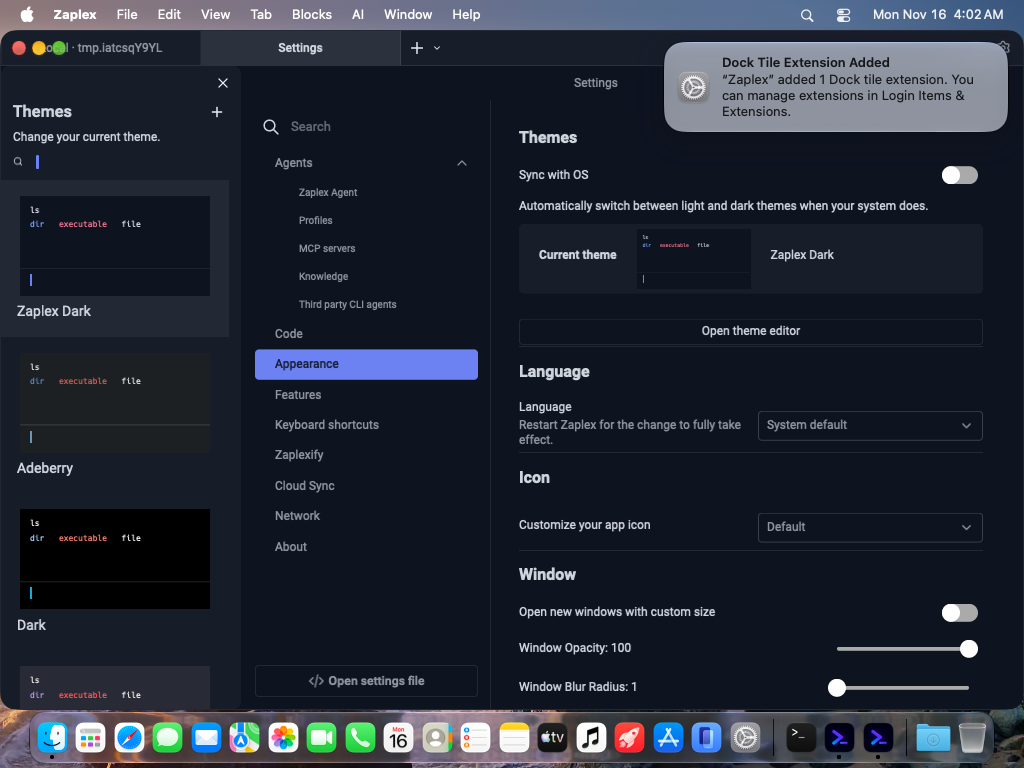 Zaplex File Edit View Tab Blocks AI Window Help Mon Nov 16 4:02 AM
· tmp.iatcsqY9YL
Settings
Dock Tile Extension Added
“Zaplex” added 1 Dock tile extension. You
can manage extensions in Login Items &
Extensions.
Themes
Change your current theme.
ls
dir executable file
Zaplex Dark
ls
dir executable file
Adeberry
ls
dir executable file
Dark
ls
dir executable file
Settings
Search
Agents
Zaplex Agent
Profiles
MCP servers
Knowledge
Third party CLI agents
Code
Appearance
Features
Keyboard shortcuts
Zaplexify
Cloud Sync
Network
About
Open settings file
Themes
Sync with OS
Automatically switch between light and dark themes when your system does.
Current theme
ls
dir executable file
Zaplex Dark
Open theme editor
Language
Language
Restart Zaplex for the change to fully take
effect.
System default
Icon
Customize your app icon
Default
Window
Open new windows with custom size
Window Opacity: 100
Window Blur Radius: 1
Mon
16
tv